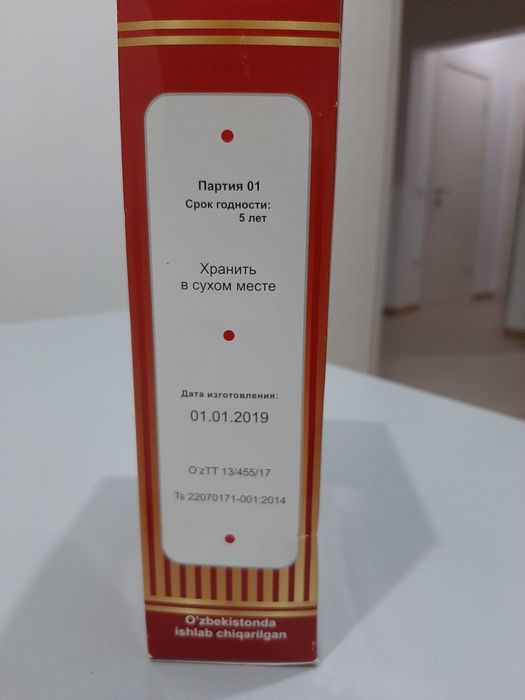 Партия 01
Срок годности:
5 лет
Хранить
в сухом месте
Дата изготовления:
01.01.2019
O'zTT 13/455/17
Ts 22070171-001:2014
O'zbekistonda
ishlab chiqarilgan